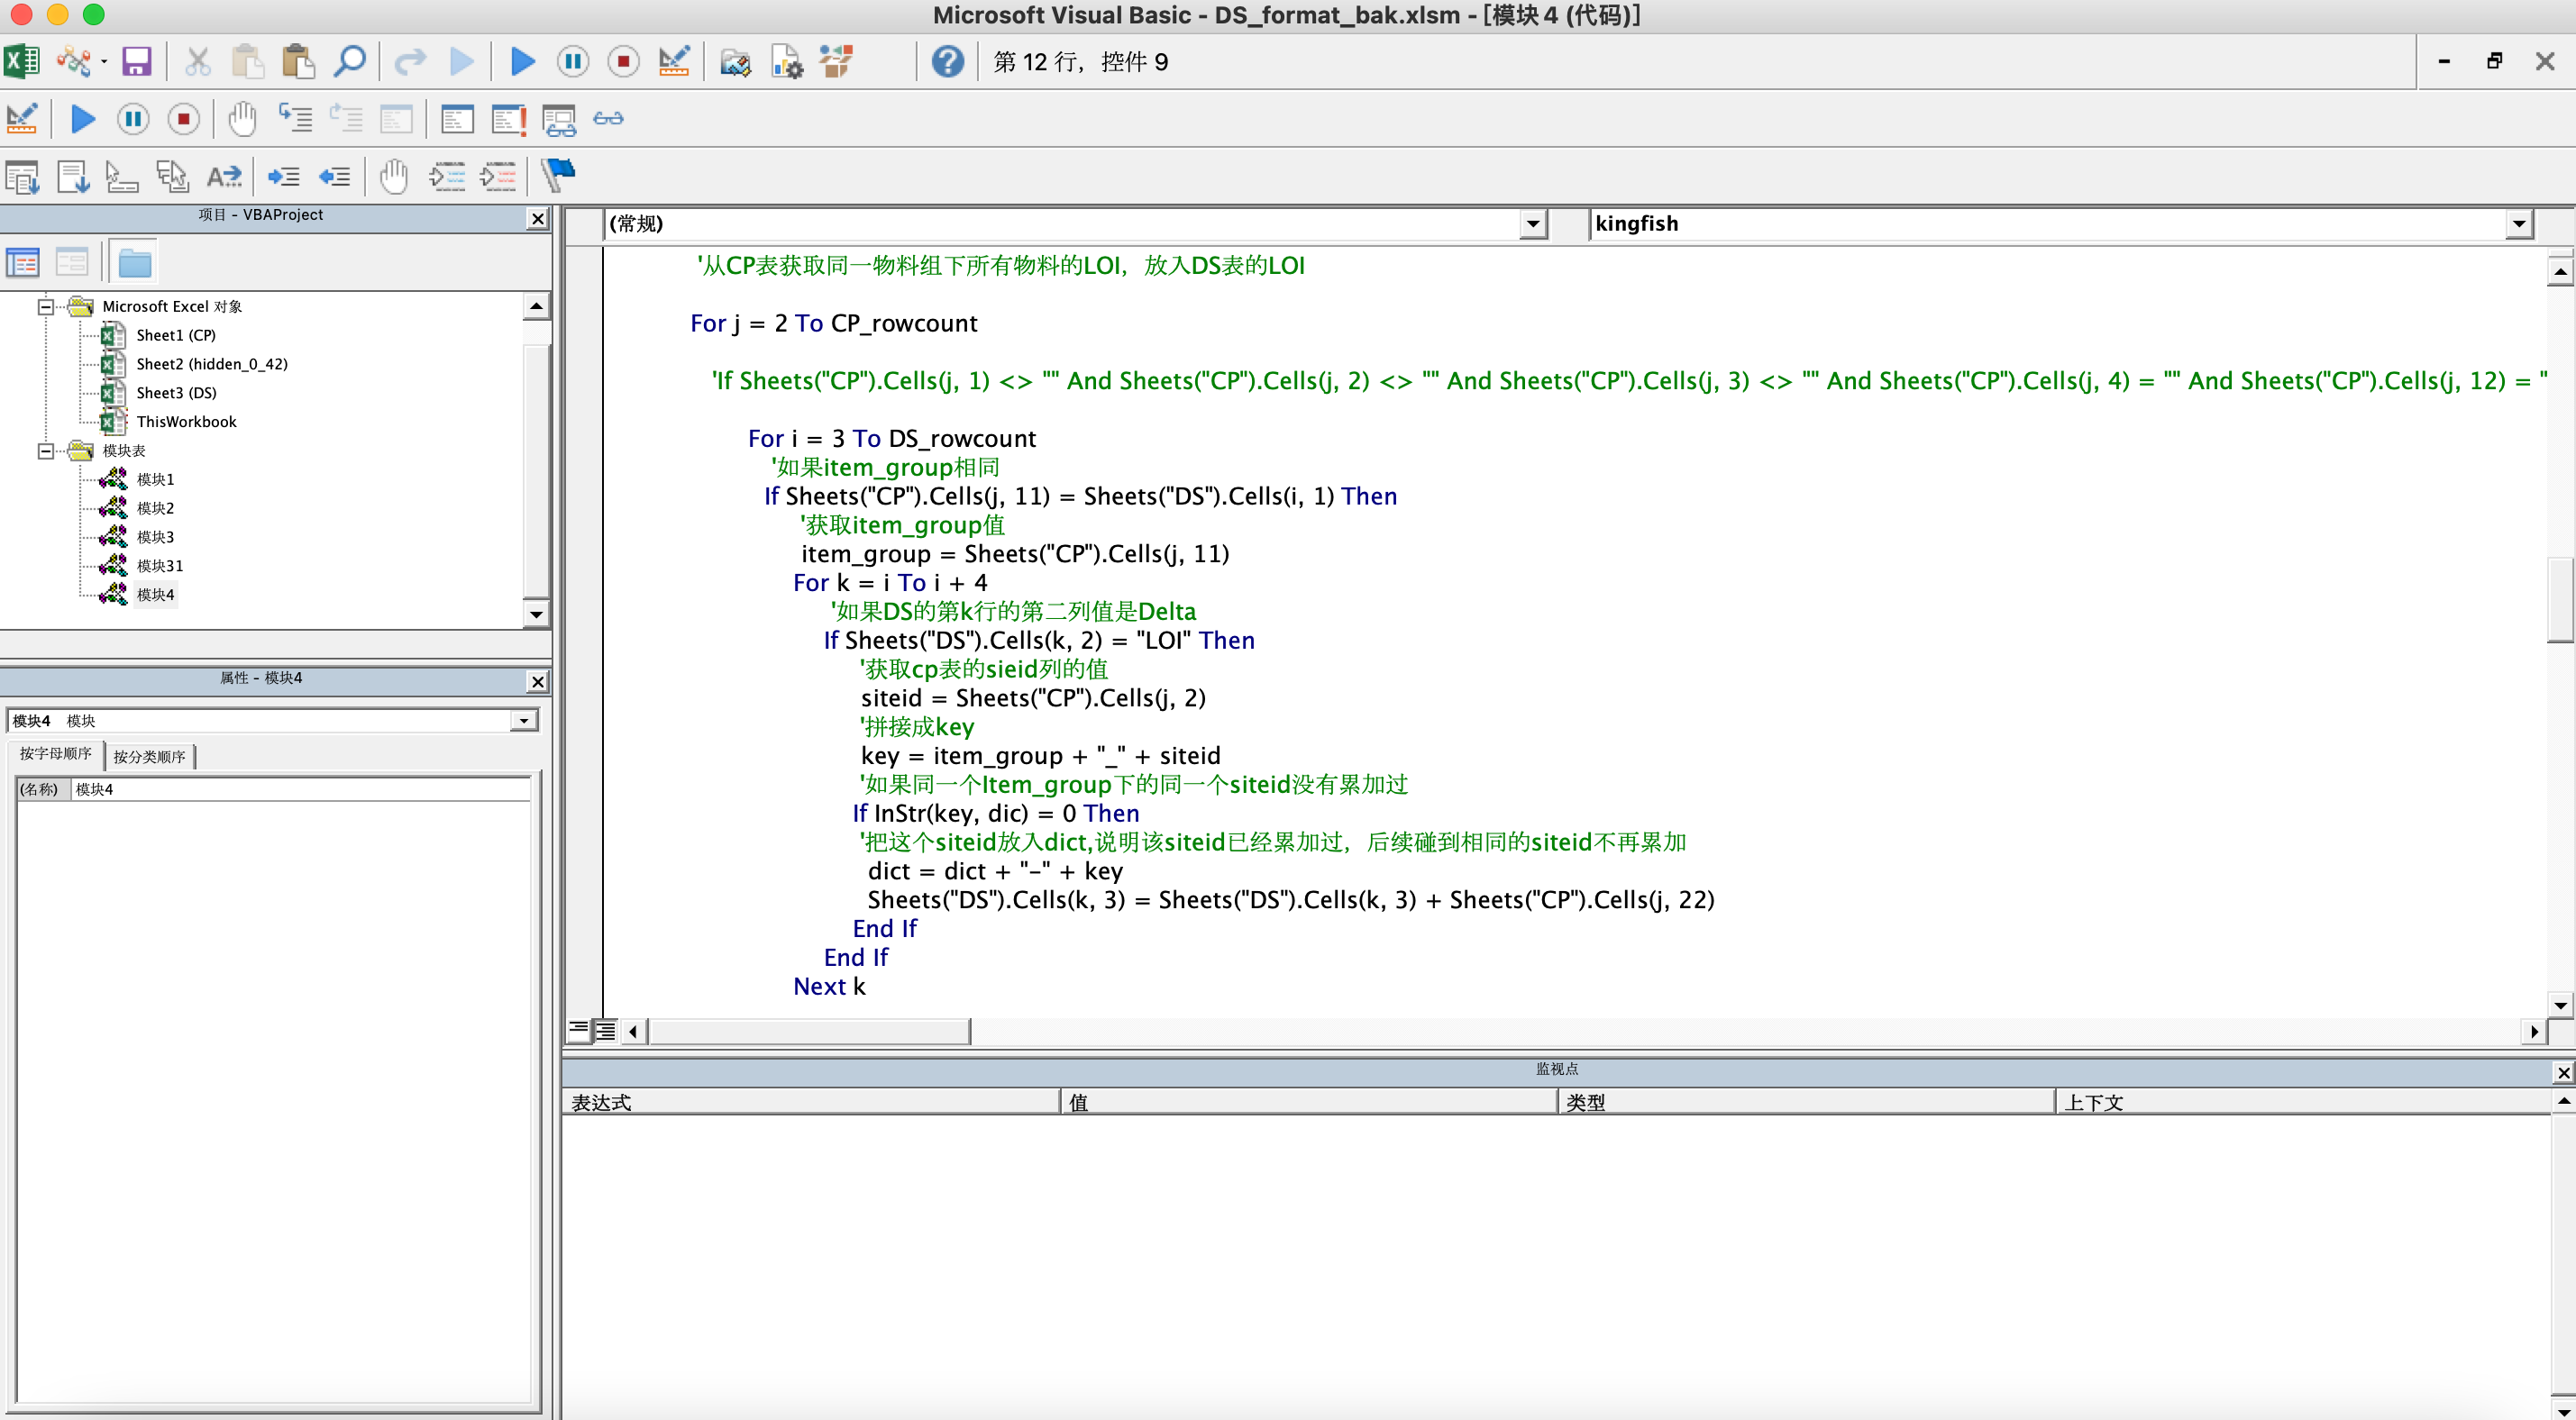 Microsoft Visual Basic - DS_format_bak.xlsm - [模块4 (代码)]
第 12 行，控件 9
项目 - VBAProject
Microsoft Excel 对象
Sheet1 (CP)
Sheet2 (hidden_0_42)
Sheet3 (DS)
ThisWorkbook
模块表
模块1
模块2
模块3
模块31
模块4
属性 - 模块4
模块4 模块
按字母顺序
按分类顺序
(名称) 模块4
(常规)
kingfish
'从CP表获取同一物料组下所有物料的LOI，放入DS表的LOI
For j = 2 To CP_rowcount
'If Sheets("CP").Cells(j, 1) <> "" And Sheets("CP").Cells(j, 2) <> "" And Sheets("CP").Cells(j, 3) <> "" And Sheets("CP").Cells(j, 4) = "" And Sheets("CP").Cells(j, 12) = "
For i = 3 To DS_rowcount
'如果item_group相同
If Sheets("CP").Cells(j, 11) = Sheets("DS").Cells(i, 1) Then
'获取item_group值
item_group = Sheets("CP").Cells(j, 11)
For k = i To i + 4
'如果DS的第k行的第二列值是Delta
If Sheets("DS").Cells(k, 2) = "LOI" Then
'获取cp表的sieid列的值
siteid = Sheets("CP").Cells(j, 2)
'拼接成key
key = item_group + "_" + siteid
'如果同一个Item_group下的同一个siteid没有累加过
If InStr(key, dic) = 0 Then
'把这个siteid放入dict,说明该siteid已经累加过，后续碰到相同的siteid不再累加
dict = dict + "-" + key
Sheets("DS").Cells(k, 3) = Sheets("DS").Cells(k, 3) + Sheets("CP").Cells(j, 22)
End If
End If
Next k
监视点
表达式 值 类型 上下文